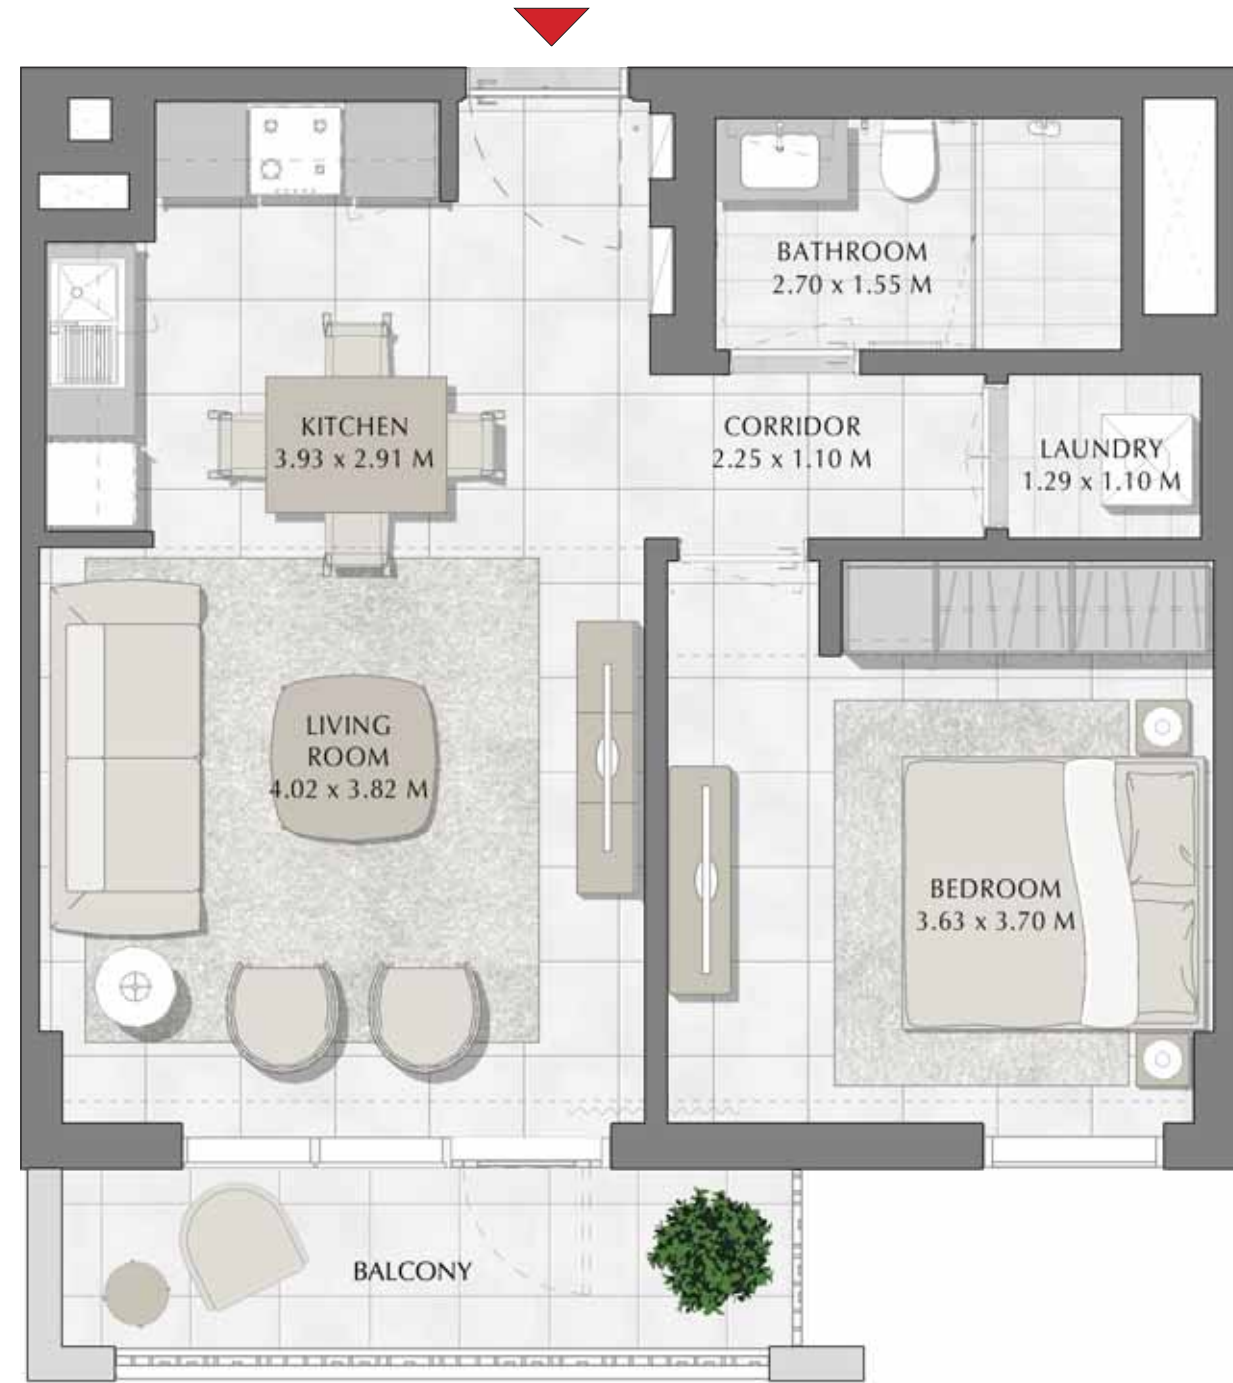 BATHROOM
2.70 x 1.55 M
KITCHEN
3.93 x 2.91 M
CORRIDOR
2.25 x 1.10 M
LAUNDRY
1.29 x 1.10 M
LIVING
ROOM
4.02 x 3.82 M
BEDROOM
3.63 x 3.70 M
BALCONY